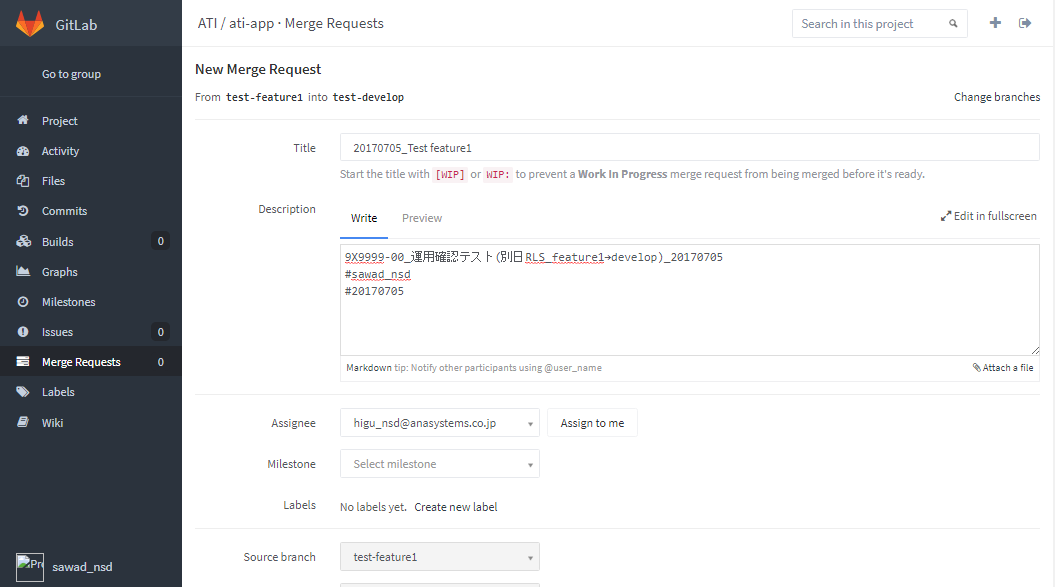 GitLab
ATI / ati-app · Merge Requests
Search in this project
Go to group
Project
Activity
Files
Commits
Builds 0
Graphs
Milestones
Issues 0
Merge Requests 0
Labels
Wiki
sawad_nsd
New Merge Request
From test-feature1 into test-develop
Change branches
Title
20170705_Test feature1
Start the title with [WIP] or WIP: to prevent a Work In Progress merge request from being merged before it's ready.
Description
Write Preview
Edit in fullscreen
9X9999-00_運用確認テスト(別日RLS_feature1→develop)_20170705
#sawad_nsd
#20170705
Markdown tip: Notify other participants using @user_name
Attach a file
Assignee
higu_nsd@anasystems.co.jp
Assign to me
Milestone
Select milestone
Labels
No labels yet. Create new label
Source branch
test-feature1